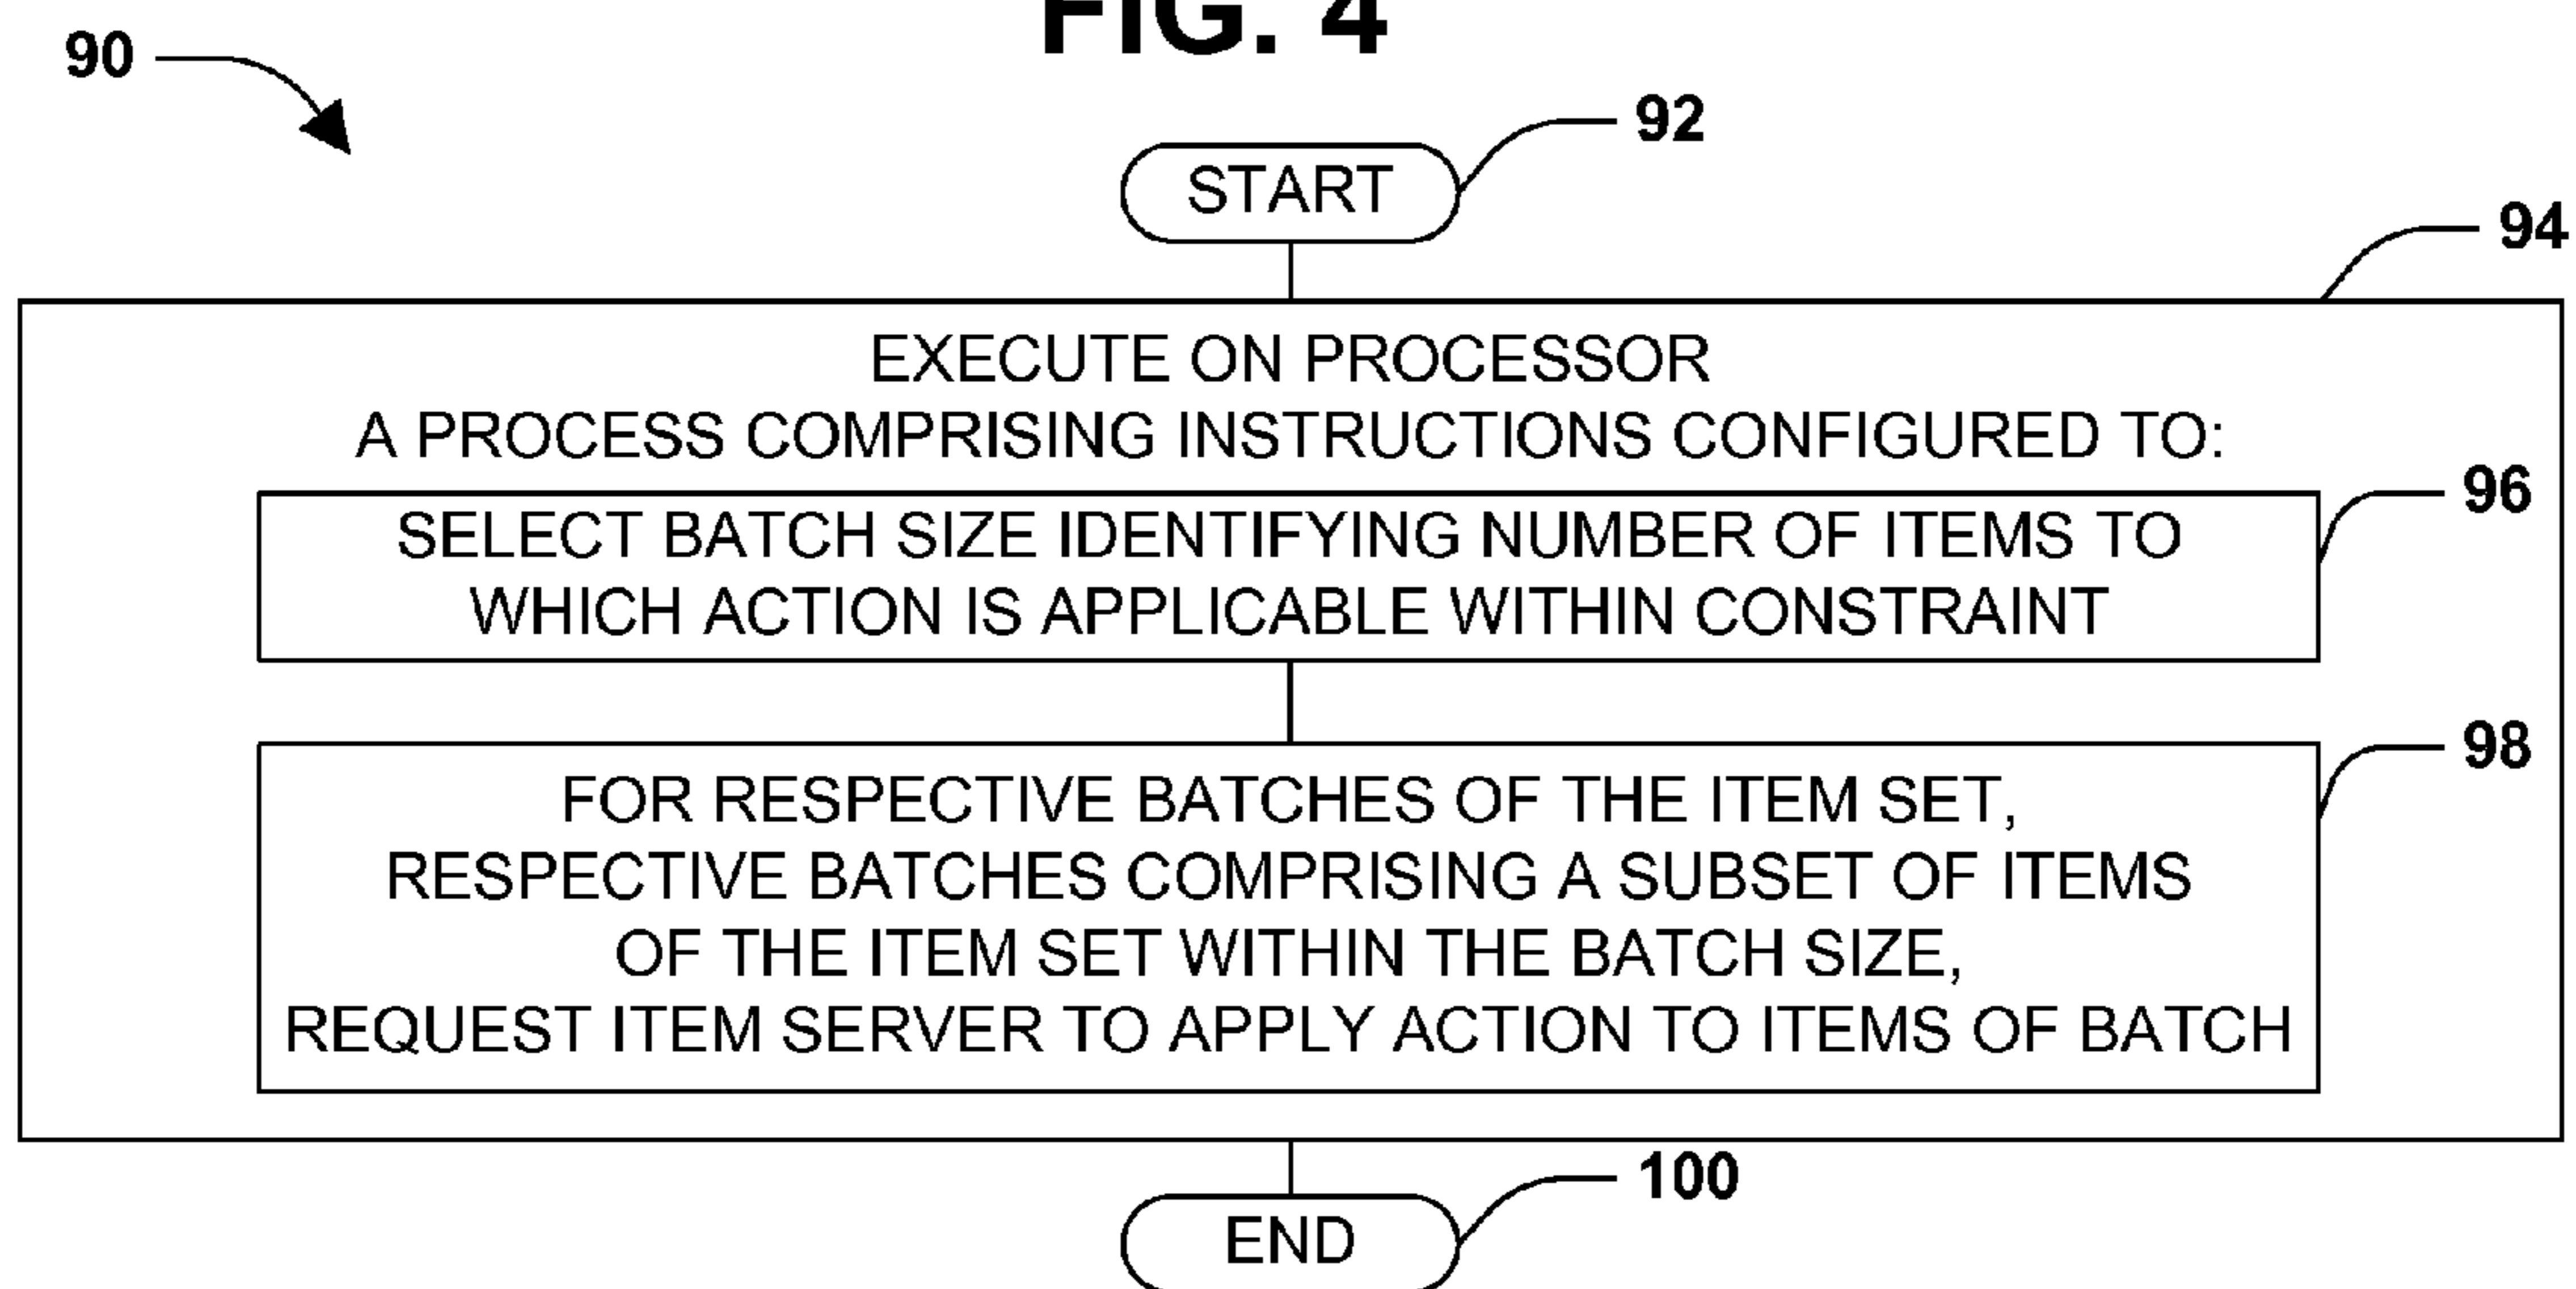 FIG. 4
90
92
START
94
EXECUTE ON PROCESSOR
A PROCESS COMPRISING INSTRUCTIONS CONFIGURED TO:
96
SELECT BATCH SIZE IDENTIFYING NUMBER OF ITEMS TO
WHICH ACTION IS APPLICABLE WITHIN CONSTRAINT
98
FOR RESPECTIVE BATCHES OF THE ITEM SET,
RESPECTIVE BATCHES COMPRISING A SUBSET OF ITEMS
OF THE ITEM SET WITHIN THE BATCH SIZE,
REQUEST ITEM SERVER TO APPLY ACTION TO ITEMS OF BATCH
100
END